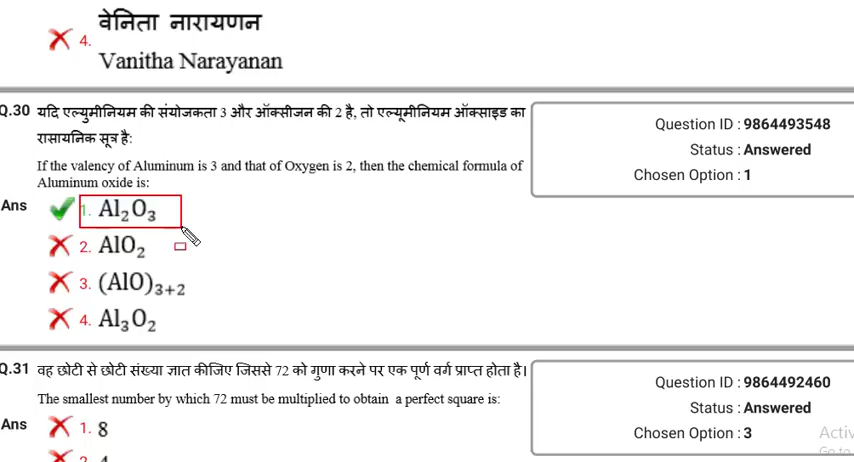 वेनिता नारायणन
4.
Vanitha Narayanan
Q.30 यदि एल्युमीनियम की संयोजकता 3 और ऑक्सीजन की 2 है, तो एल्यूमीनियम ऑक्साइड का
रासायनिक सूत्र है:
If the valency of Aluminum is 3 and that of Oxygen is 2, then the chemical formula of
Aluminum oxide is:
Question ID : 9864493548
Status : Answered
Chosen Option : 1
Ans 1. Al₂O₃
2. AlO₂
3. (AlO)₃₊₂
4. Al₃O₂
Q.31 वह छोटी से छोटी संख्या ज्ञात कीजिए जिससे 72 को गुणा करने पर एक पूर्ण वर्ग प्राप्त होता है।
The smallest number by which 72 must be multiplied to obtain a perfect square is:
Question ID : 9864492460
Status : Answered
Chosen Option : 3
Ans 1. 8